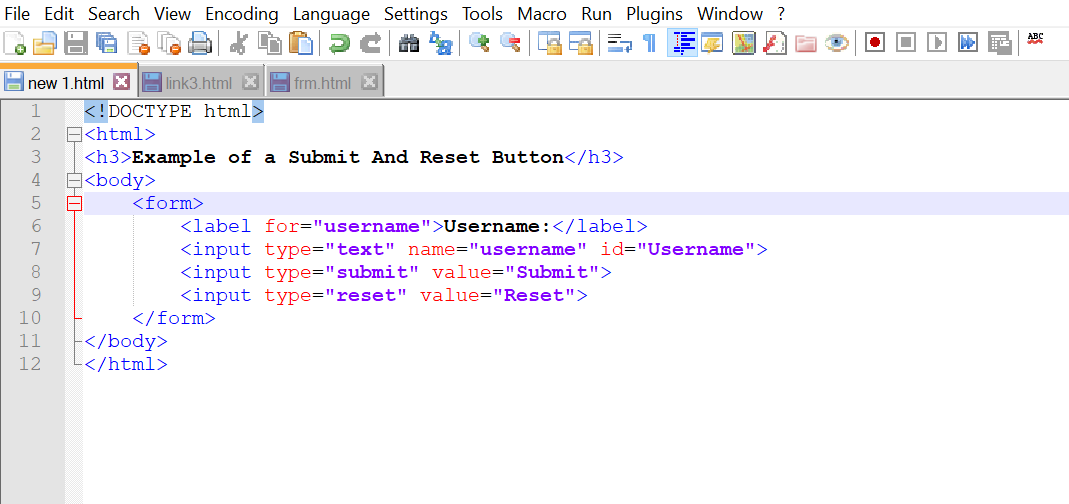 File Edit Search View Encoding Language Settings Tools Macro Run Plugins Window ?
ABC
new 1.html link3.html frm.html
1 <!DOCTYPE html>
2 <html>
3 <h3>Example of a Submit And Reset Button</h3>
4 <body>
5 <form>
6 <label for="username">Username:</label>
7 <input type="text" name="username" id="Username">
8 <input type="submit" value="Submit">
9 <input type="reset" value="Reset">
10 </form>
11 </body>
12 </html>